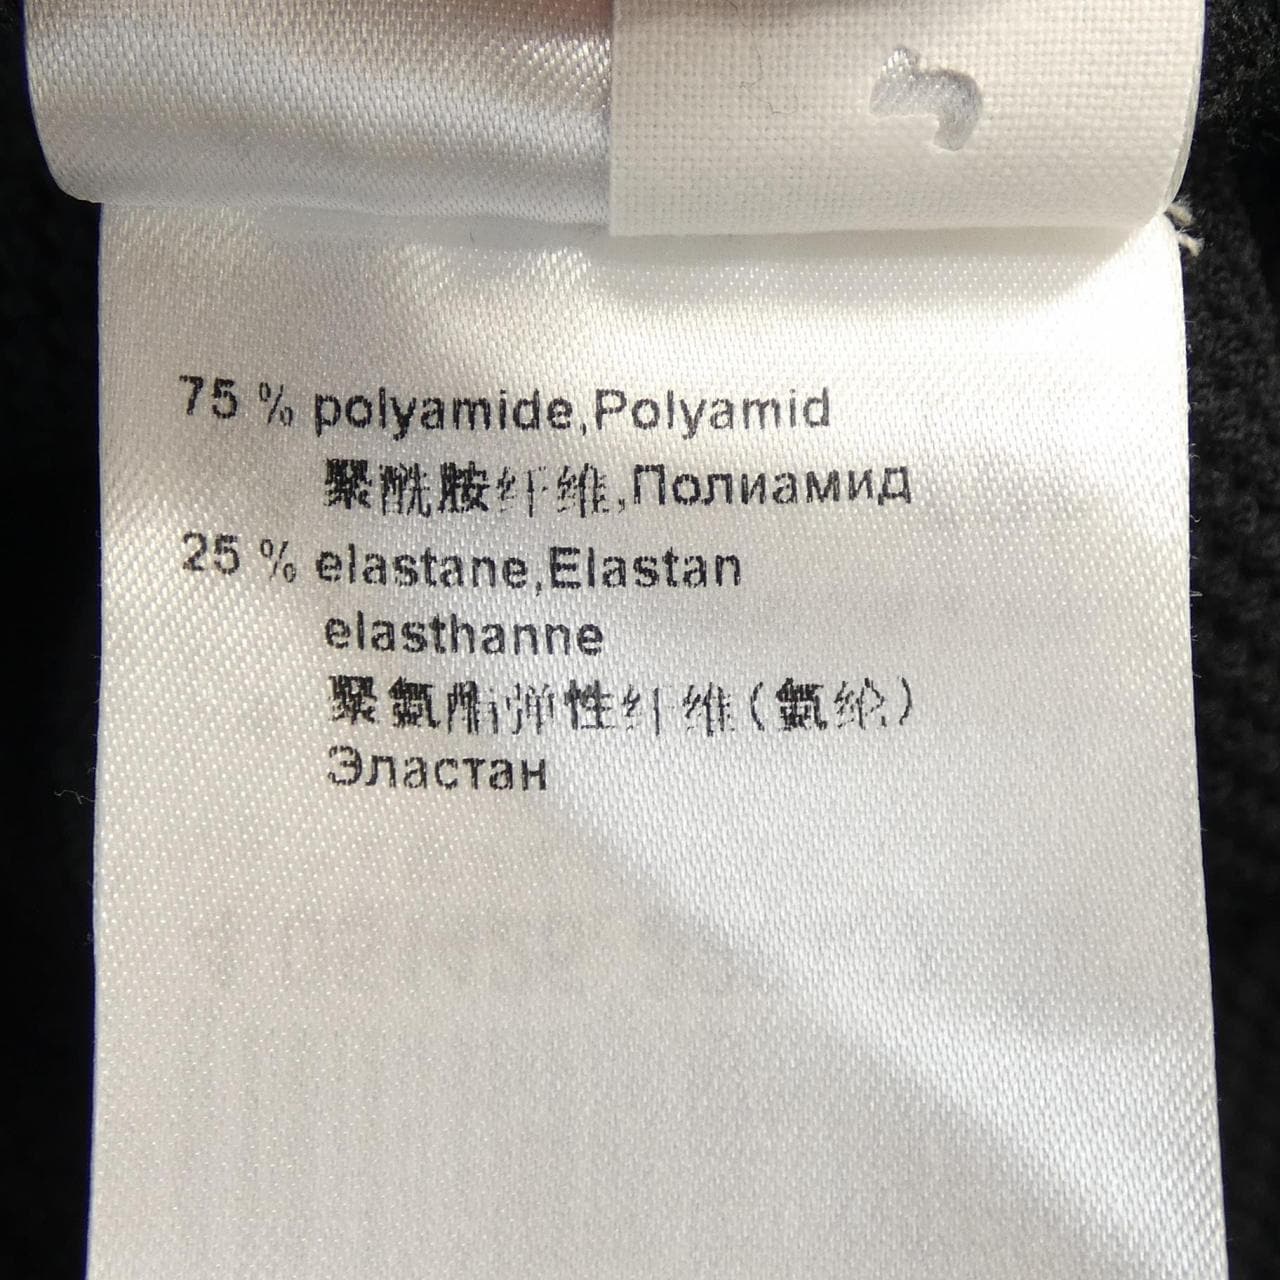 75 % polyamide,Polyamid
聚酰胺纤维,Полиамид
25 % elastane,Elastan
elasthanne
聚氨酯弹性纤维(氨纶)
Эластан